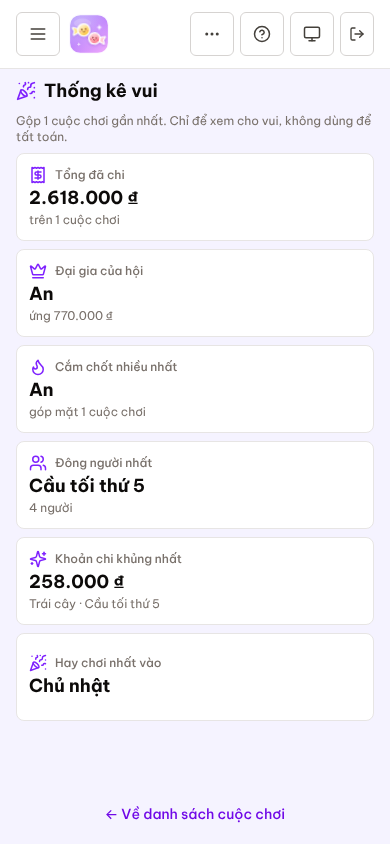 Thống kê vui
Gộp 1 cuộc chơi gần nhất. Chỉ để xem cho vui, không dùng để
tất toán.
Tổng đã chi
2.618.000 ₫
trên 1 cuộc chơi
Đại gia của hội
An
ứng 770.000 ₫
Cắm chốt nhiều nhất
An
góp mặt 1 cuộc chơi
Đông người nhất
Cầu tối thứ 5
4 người
Khoản chi khủng nhất
258.000 ₫
Trái cây · Cầu tối thứ 5
Hay chơi nhất vào
Chủ nhật
← Về danh sách cuộc chơi